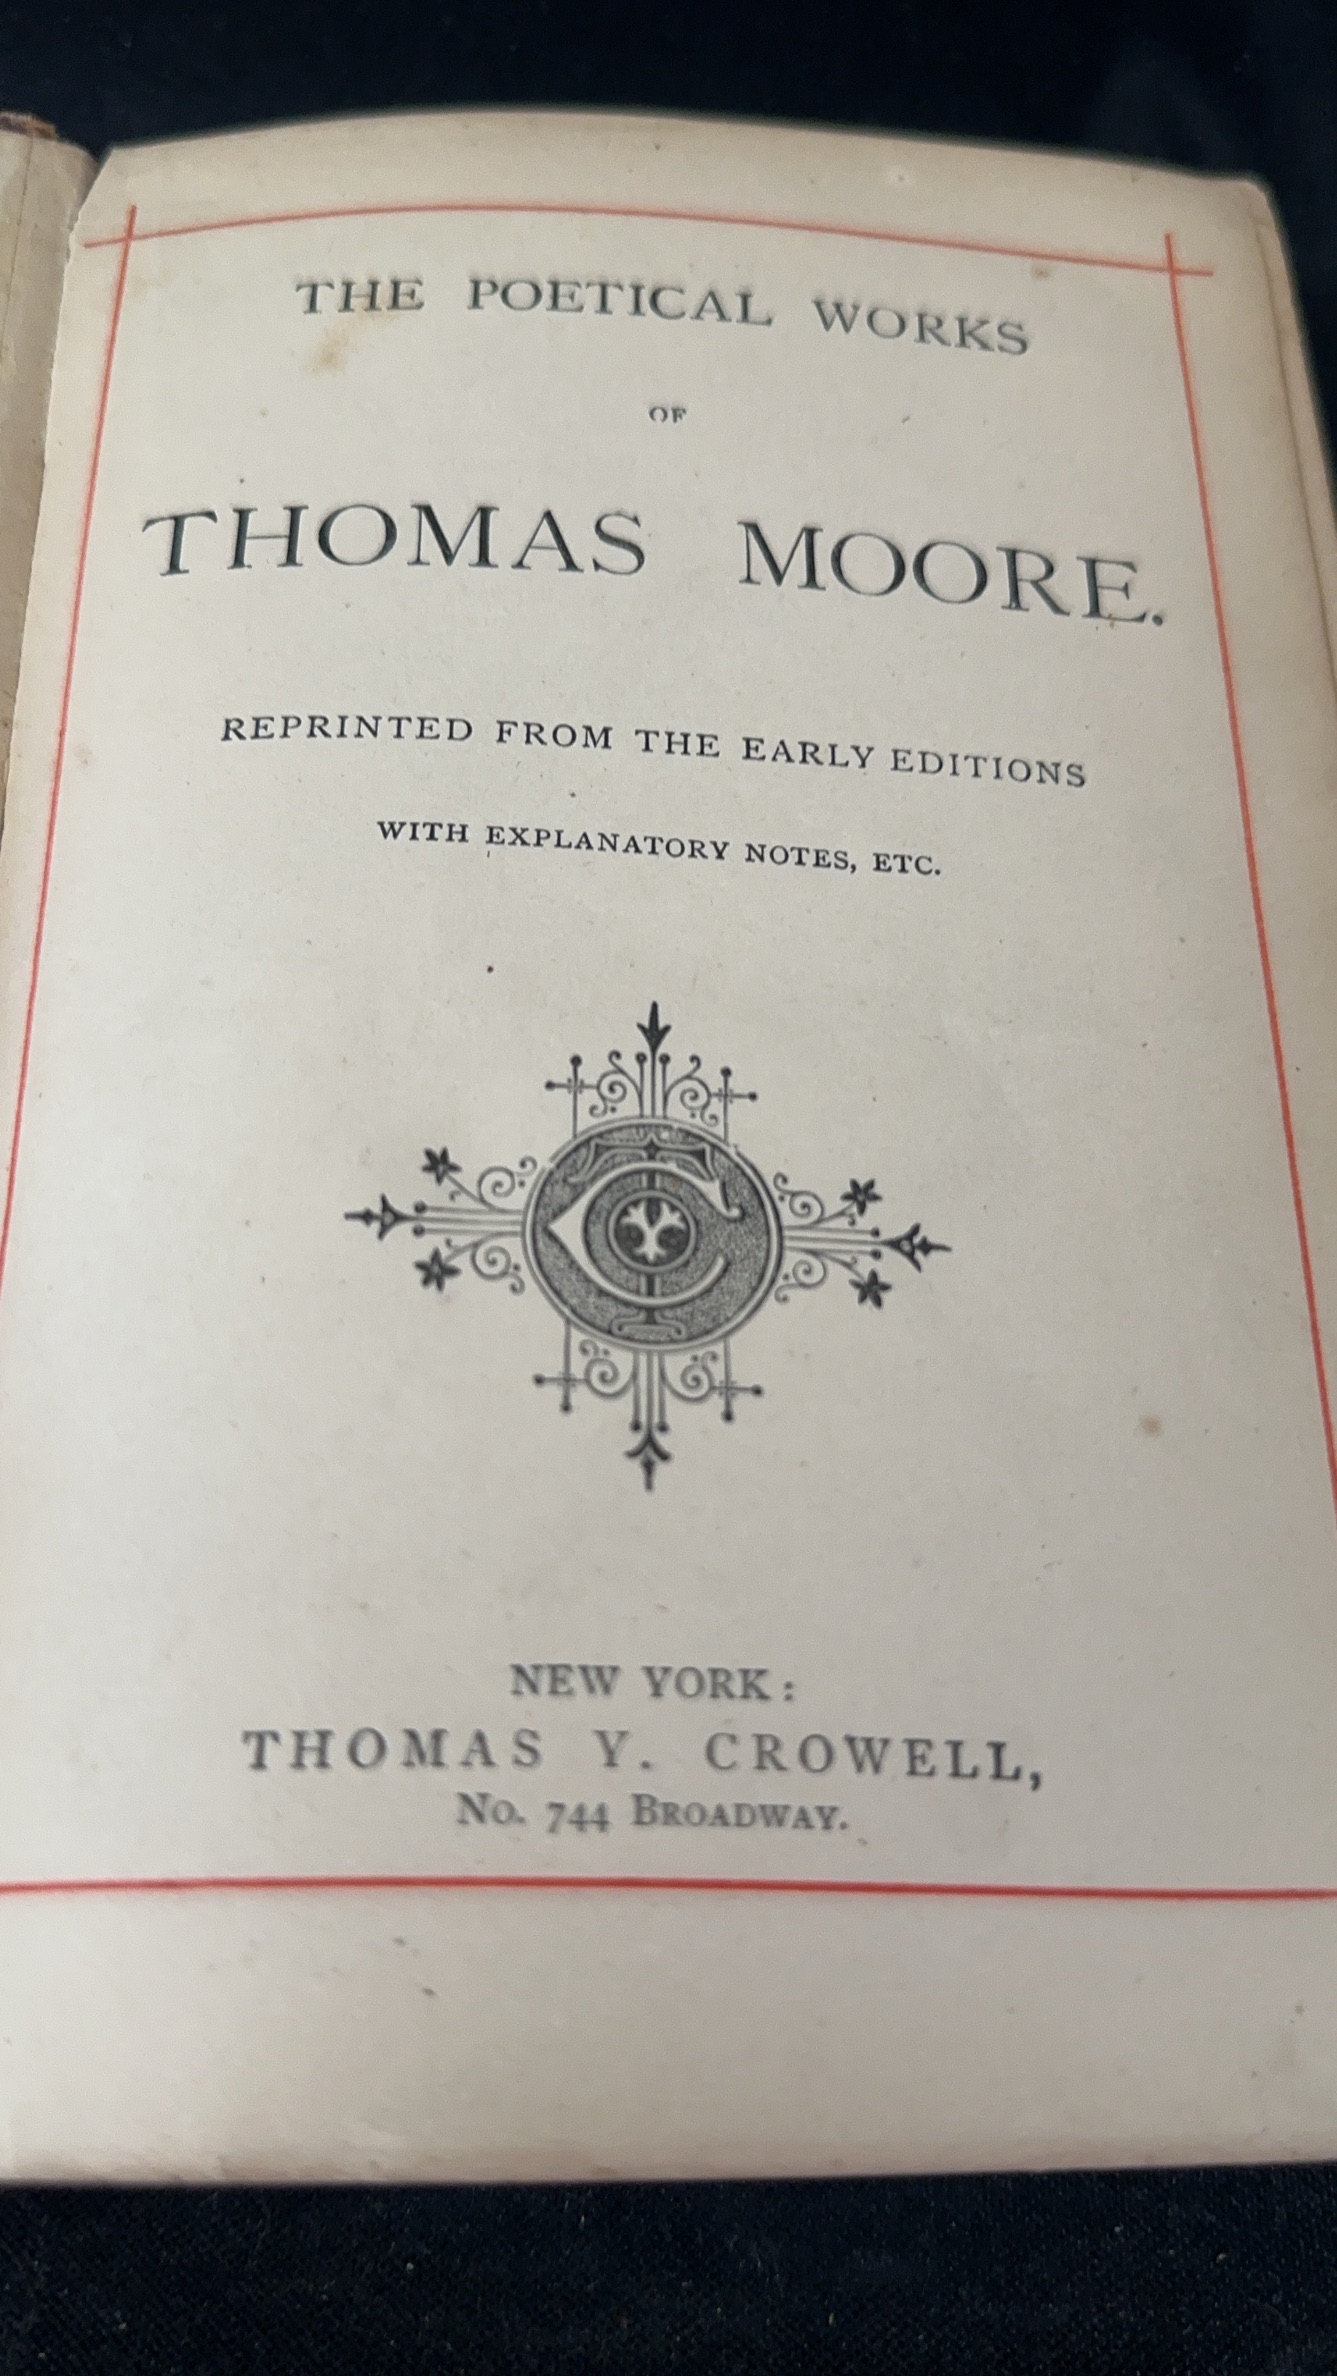 THE POETICAL WORKS
OF
THOMAS MOORE.
REPRINTED FROM THE EARLY EDITIONS
WITH EXPLANATORY NOTES, ETC.
NEW YORK:
THOMAS Y. CROWELL,
No. 744 BROADWAY.